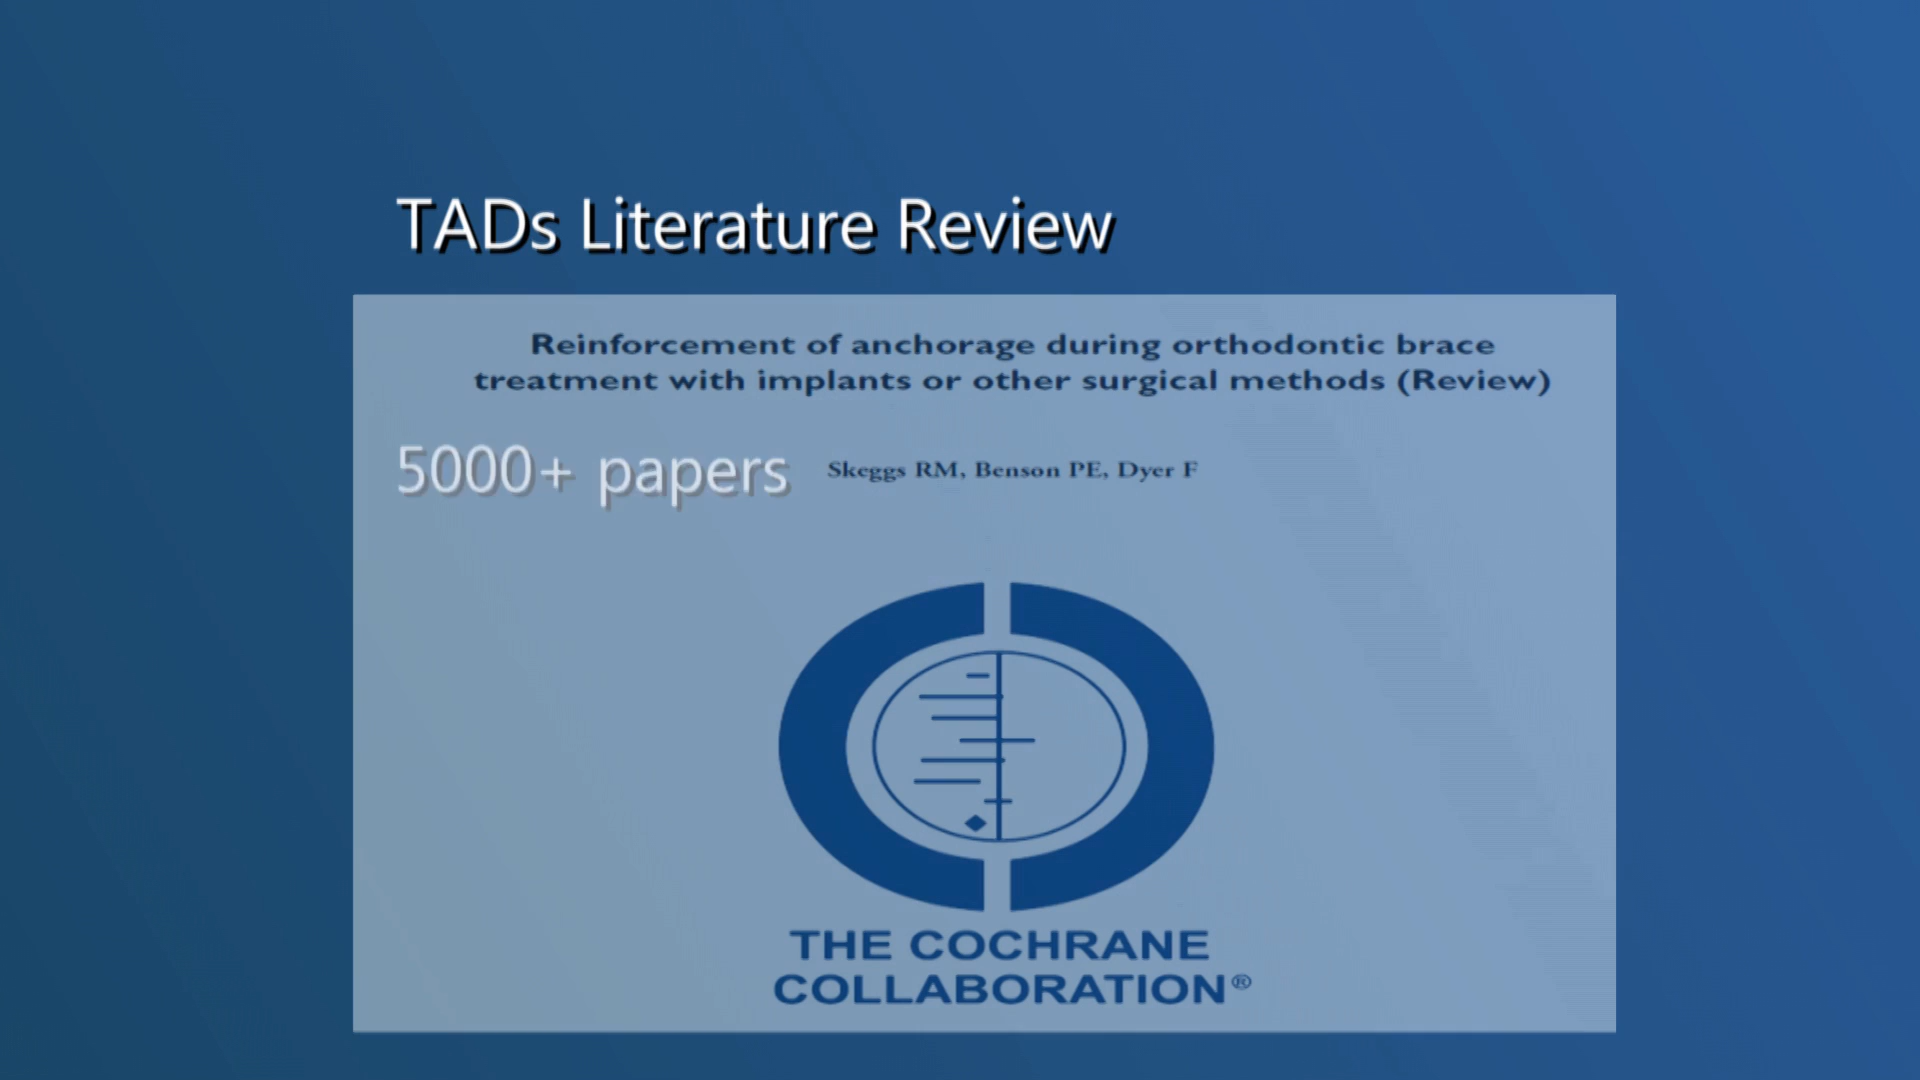 TADs Literature Review
Reinforcement of anchorage during orthodontic brace
treatment with implants or other surgical methods (Review)
5000+ papers
Skeggs RM, Benson PE, Dyer F
THE COCHRANE
COLLABORATION®